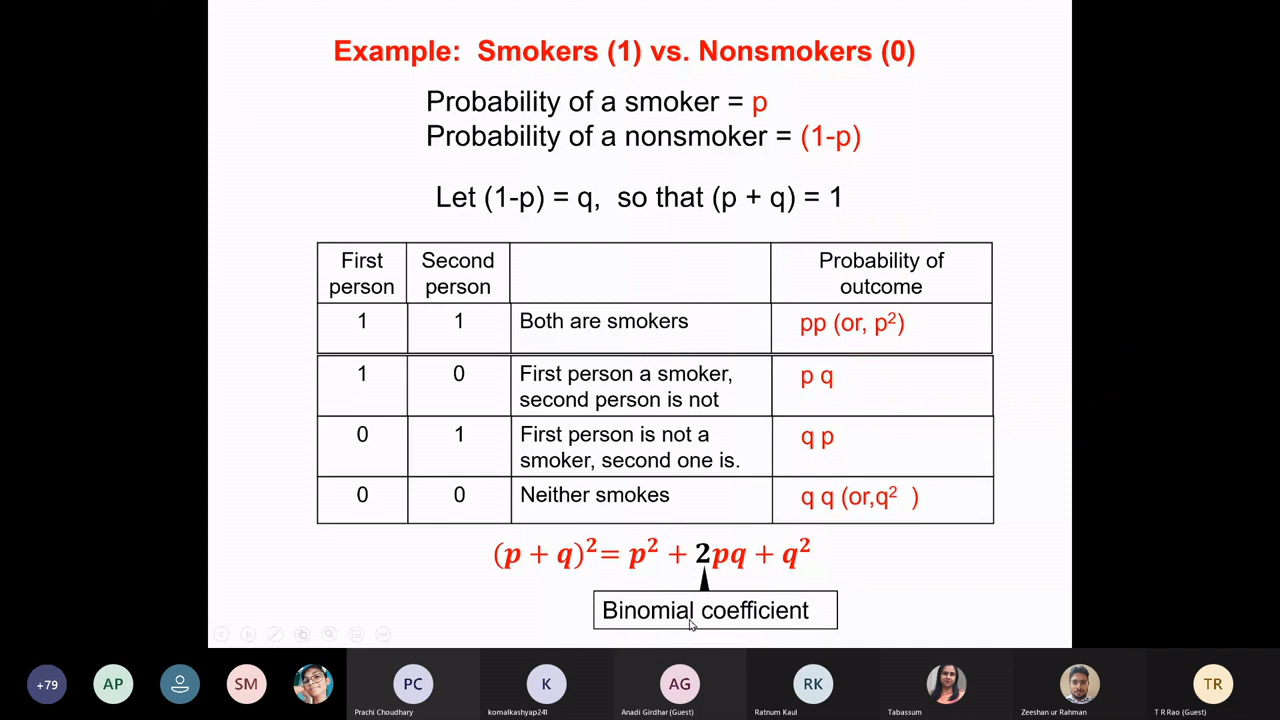 Example: Smokers (1) vs. Nonsmokers (0)
Probability of a smoker = p
Probability of a nonsmoker = (1-p)
Let (1-p) = q, so that (p + q) = 1
First person
Second person
Probability of outcome
1 1 Both are smokers pp (or, p²)
1 0 First person a smoker, second person is not p q
0 1 First person is not a smoker, second one is. q p
0 0 Neither smokes q q (or,q² )
(p + q)²= p² + 2pq + q²
Binomial coefficient
+79 AP SM PC K AG RK TR
Prachi Choudhary komalkashyap241 Anadi Girdhar (Guest) Ratnum Kaul Tabassum Zeeshan ur Rahman T R Rao (Guest)